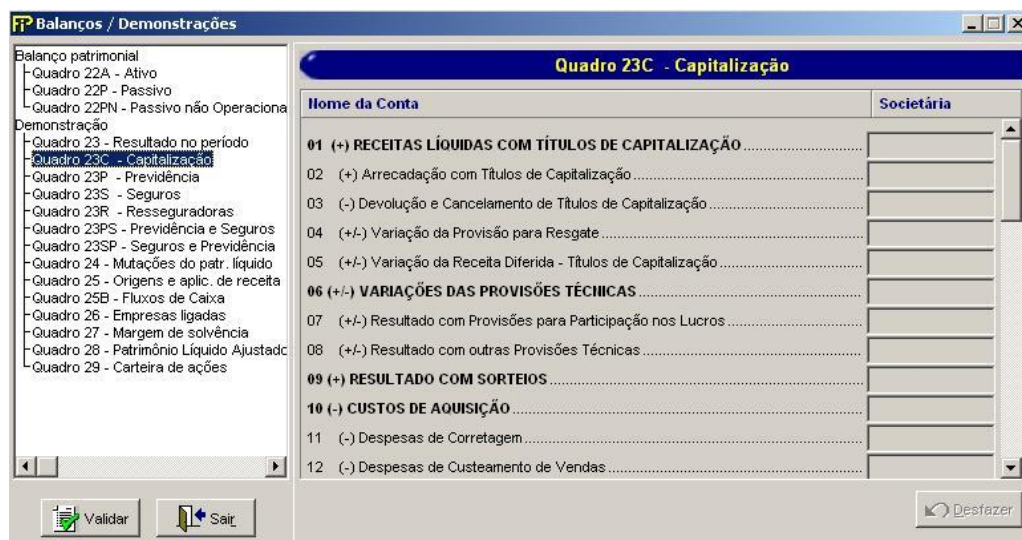 FiP Balanços / Demonstrações
Balanço patrimonial
Quadro 22A - Ativo
Quadro 22P - Passivo
Quadro 22PN - Passivo não Operaciona
Demonstração
Quadro 23 - Resultado no período
Quadro 23C - Capitalização
Quadro 23P - Previdência
Quadro 23S - Seguros
Quadro 23R - Resseguradoras
Quadro 23PS - Previdência e Seguros
Quadro 23SP - Seguros e Previdência
Quadro 24 - Mutações do patr. líquido
Quadro 25 - Origens e aplic. de receita
Quadro 25B - Fluxos de Caixa
Quadro 26 - Empresas ligadas
Quadro 27 - Margem de solvência
Quadro 28 - Patrimônio Líquido Ajustado
Quadro 29 - Carteira de ações
Validar
Sair
Quadro 23C - Capitalização
Nome da Conta Societária
01 (+) RECEITAS LÍQUIDAS COM TÍTULOS DE CAPITALIZAÇÃO
02 (+) Arrecadação com Títulos de Capitalização
03 (-) Devolução e Cancelamento de Títulos de Capitalização
04 (+/-) Variação da Provisão para Resgate
05 (+/-) Variação da Receita Diferida - Títulos de Capitalização
06 (+/-) VARIAÇÕES DAS PROVISÕES TÉCNICAS
07 (+/-) Resultado com Provisões para Participação nos Lucros
08 (+/-) Resultado com outras Provisões Técnicas
09 (+) RESULTADO COM SORTEIOS
10 (-) CUSTOS DE AQUISIÇÃO
11 (-) Despesas de Corretagem
12 (-) Despesas de Custeamento de Vendas
Desfazer